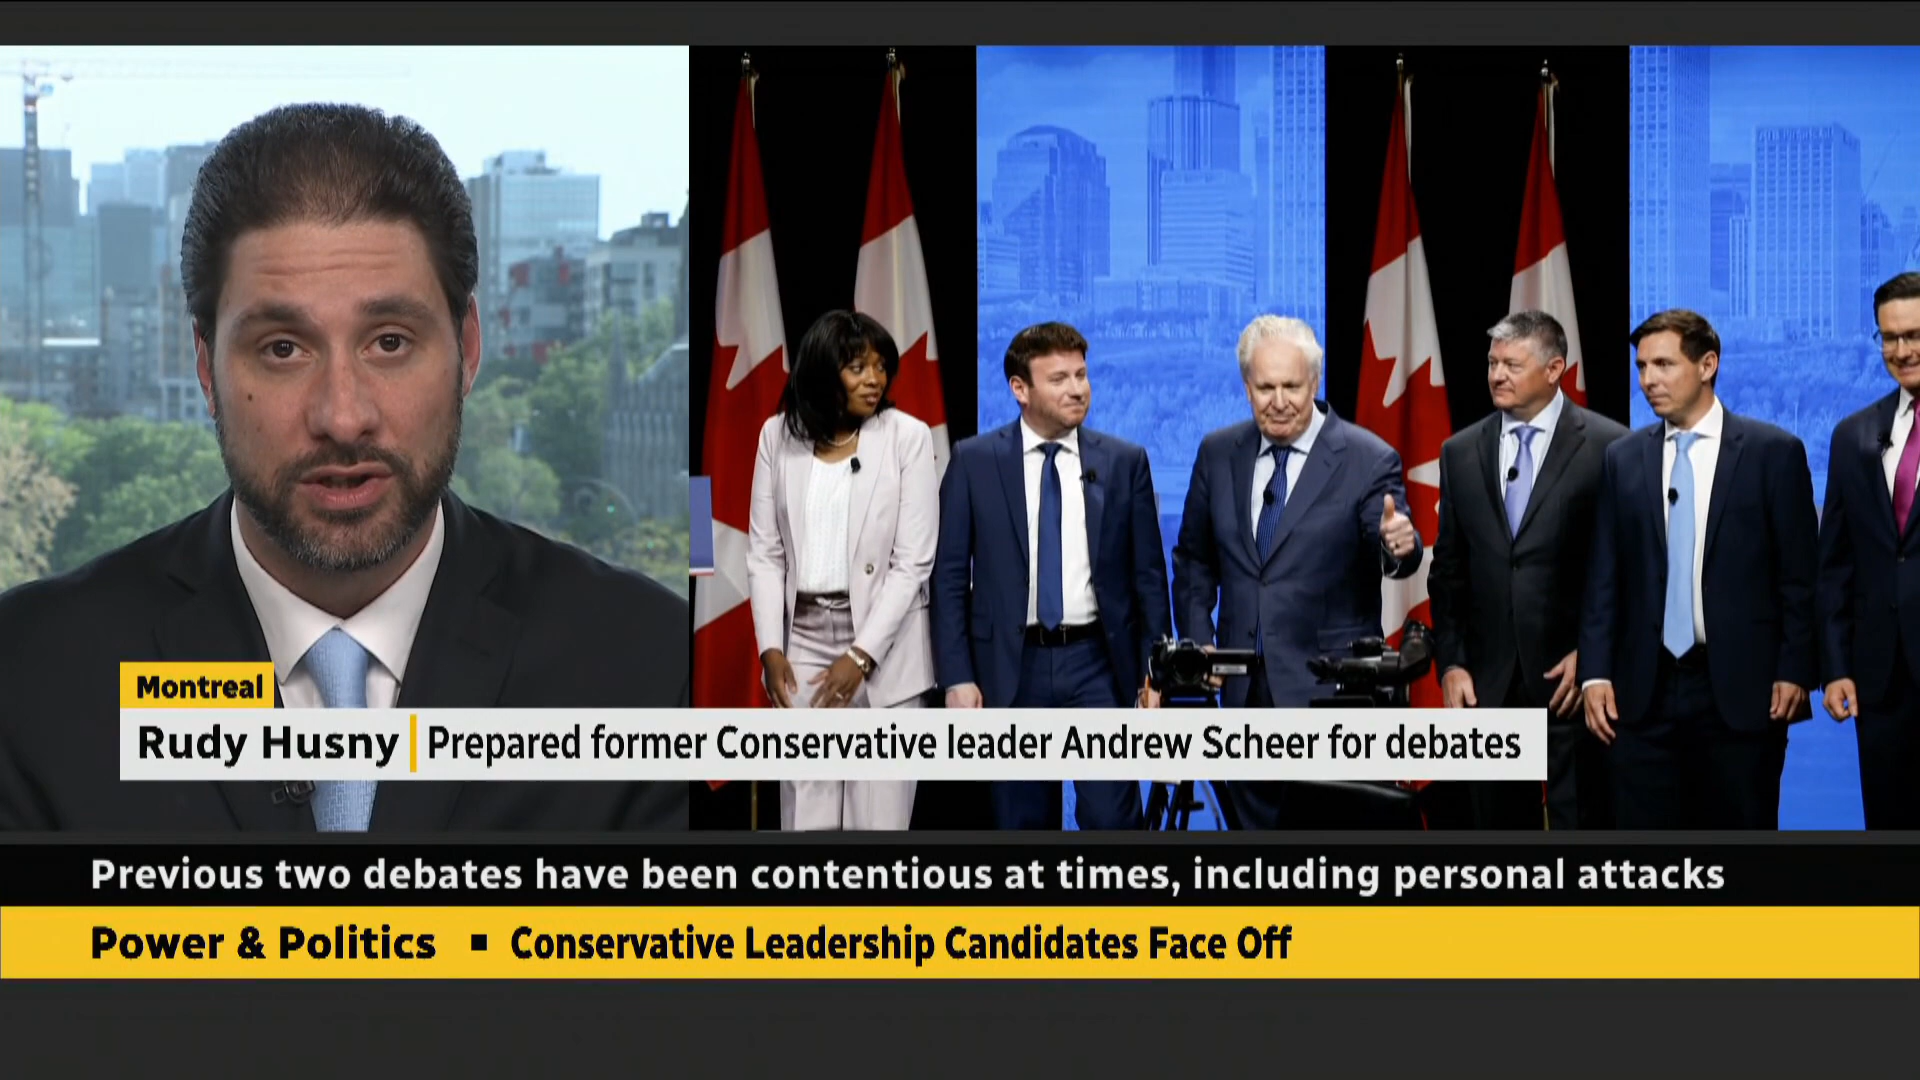 Montreal
Rudy Husny | Prepared former Conservative leader Andrew Scheer for debates
Previous two debates have been contentious at times, including personal attacks
Power & Politics ▪ Conservative Leadership Candidates Face Off